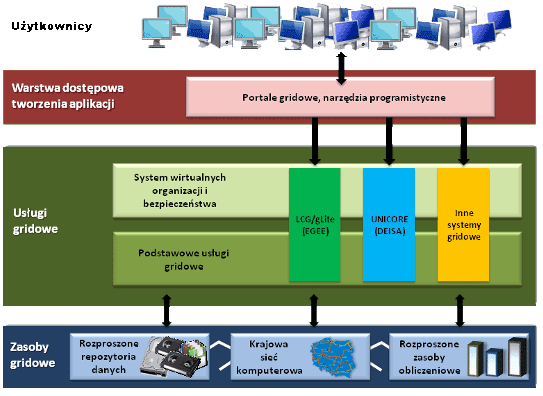 Użytkownicy
Warstwa dostępowa
tworzenia aplikacji
Portale gridowe, narzędzia programistyczne
Usługi
gridowe
System wirtualnych
organizacji i
bezpieczeństwa
Podstawowe usługi
gridowe
LCG/gLite
(EGEE)
UNICORE
(DEISA)
Inne
systemy
gridowe
Zasoby
gridowe
Rozproszone
repozytoria
danych
Krajowa
sieć
komputerowa
Rozproszone
zasoby
obliczeniowe